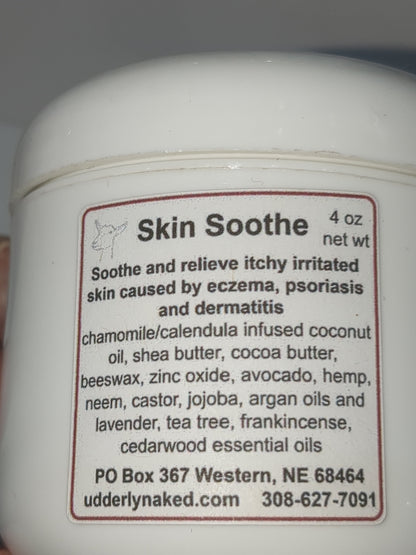 Skin Soothe
4 oz
net wt
Soothe and relieve itchy irritated
skin caused by eczema, psoriasis
and dermatitis
chamomile/calendula infused coconut
oil, shea butter, cocoa butter,
beeswax, zinc oxide, avocado, hemp,
neem, castor, jojoba, argan oils and
lavender, tea tree, frankincense,
cedarwood essential oils
PO Box 367 Western, NE 68464
udderlynaked.com 308-627-7091